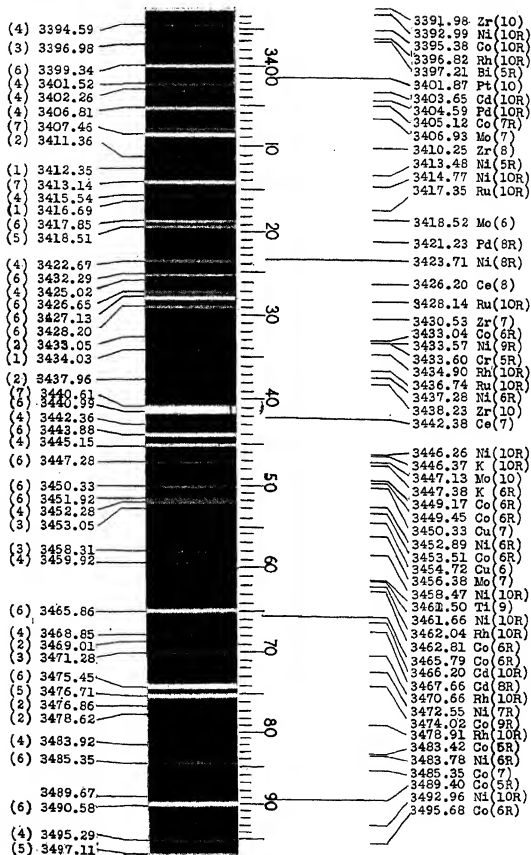 (4) 3394.59
(3) 3396.98
(6) 3399.34
(4) 3401.52
(4) 3402.26
(4) 3406.81
(7) 3407.46
(2) 3411.36
(1) 3412.35
(7) 3413.14
(4) 3415.54
(1) 3416.69
(6) 3417.85
(5) 3418.51
(4) 3422.67
(6) 3432.29
(4) 3425.02
(6) 3426.65
(6) 3427.13
(6) 3428.20
3433.05
(1) 3434.03
(2) 3437.96
(7) 3440.61
(6) 3440.99
(4) 3442.36
(6) 3443.88
(4) 3445.15
(6) 3447.28
(6) 3450.33
(6) 3451.92
(4) 3452.28
(3) 3453.05
(3) 3458.31
(4) 3459.92
(6) 3465.86
(4) 3468.85
(2) 3469.01
(3) 3471.28
(6) 3475.45
(5) 3476.71
(2) 3476.86
(2) 3478.62
(4) 3483.92
(6) 3485.35
3489.67
(6) 3490.58
(4) 3495.29
(5) 3497.11
3400
10
20
30
40
50
60
70
80
90
3391.98 Zr(10)
3392.99 Ni(10R)
3395.38 Co(10R)
3396.82 Rh(10R)
3397.21 Bi(5R)
3401.87 Pt(10)
3403.65 Cd(10R)
3404.59 Pd(10R)
3405.12 Co(7R)
3406.93 Mo(7)
3410.25 Zr(8)
3413.48 Ni(5R)
3414.77 Ni(10R)
3417.35 Ru(10R)
3418.52 Mo(6)
3421.23 Pd(8R)
3423.71 Ni(8R)
3426.20 Ce(8)
3428.14 Ru(10R)
3430.53 Zr(7)
3433.04 Co(6R)
3433.57 Ni(9R)
3433.60 Cr(5R)
3434.90 Rh(10R)
3436.74 Ru(10R)
3437.28 Ni(6R)
3438.23 Zr(10)
3442.38 Ce(7)
3446.26 Ni(10R)
3446.37 K (10R)
3447.13 Mo(10)
3447.38 K (6R)
3449.17 Co(6R)
3449.45 Co(6R)
3450.33 Cu(7)
3452.89 Ni(6R)
3453.51 Co(6R)
3454.72 Cu(6)
3456.38 Mo(7)
3458.47 Ni(10R)
3461.50 Ti(9)
3461.66 Ni(10R)
3462.04 Rh(10R)
3462.81 Co(6R)
3465.79 Co(6R)
3466.20 Cd(10R)
3467.66 Cd(8R)
3470.66 Rh(10R)
3472.55 Ni(7R)
3474.02 Co(9R)
3478.91 Rh(10R)
3483.42 Co(5R)
3483.78 Ni(6R)
3485.35 Co(7)
3489.40 Co(5R)
3492.96 Ni(10R)
3495.68 Co(6R)